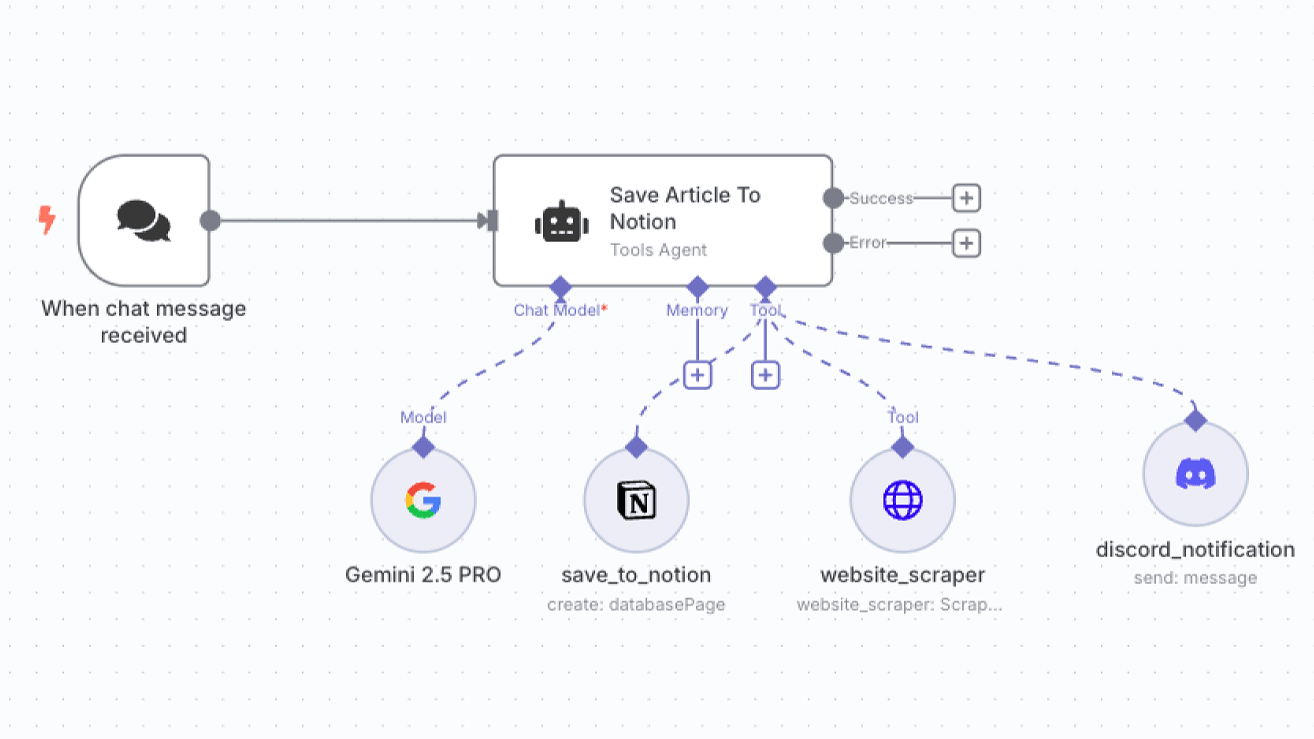 Save Article To
Notion
Tools Agent
Success
Error
When chat message
received
Chat Model*
Memory
Tool
Model
Tool
N
Gemini 2.5 PRO
save_to_notion
create: databasePage
website_scraper
website_scraper: Scrap...
discord_notification
send: message